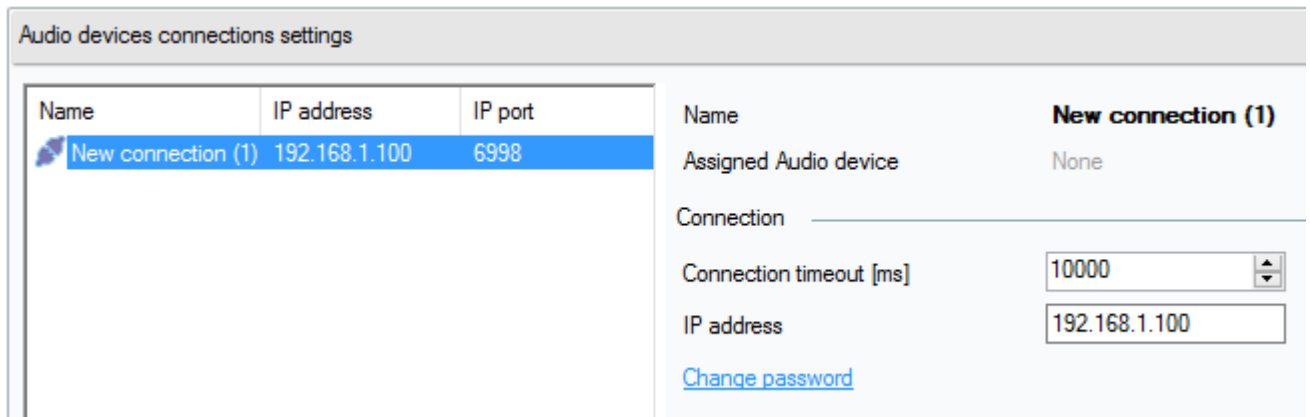 Audio devices connections settings
Name IP address IP port
New connection (1) 192.168.1.100 6998
Name New connection (1)
Assigned Audio device None
Connection
Connection timeout [ms] 10000
IP address 192.168.1.100
Change password